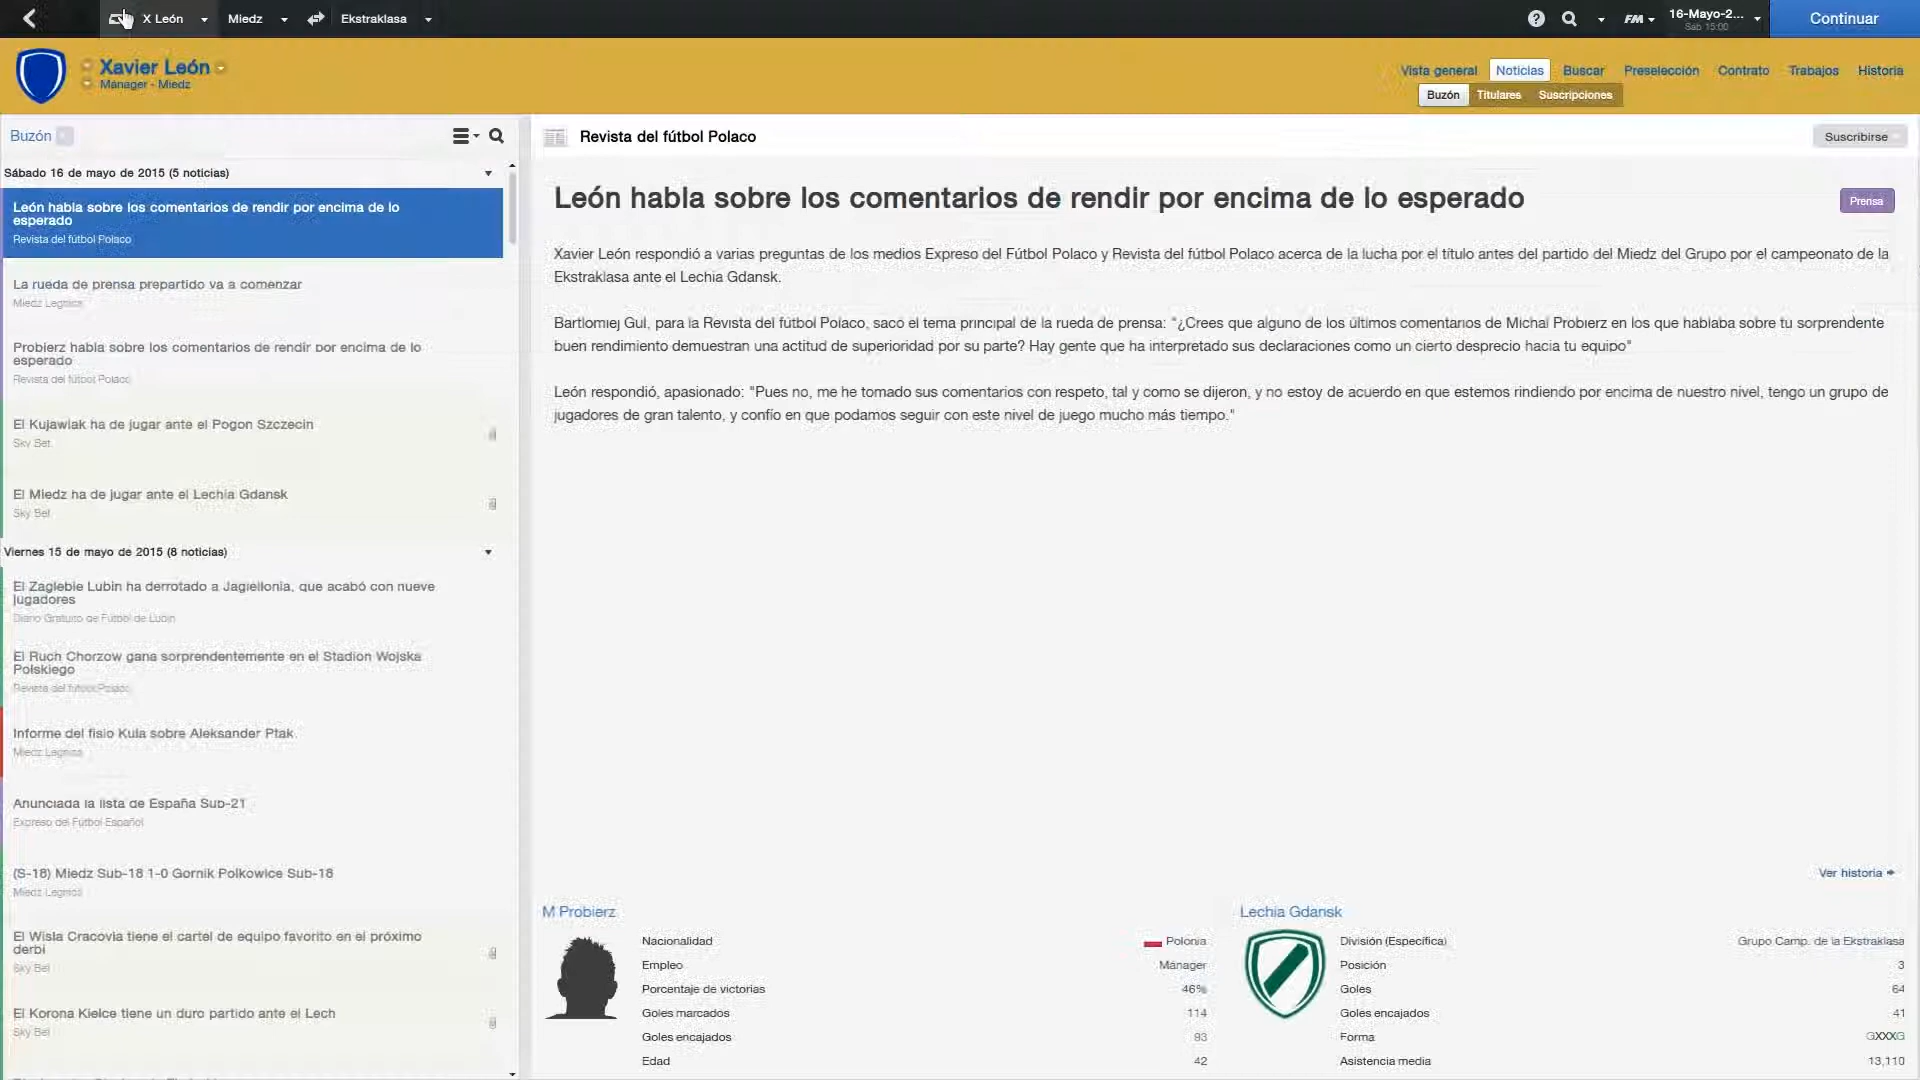 X León
Miedz
Ekstraklasa
FM
16-Mayo-2...
Sáb 15:00
Continuar
Xavier León
Mánager - Miedz
Vista general
Noticias
Buscar
Preselección
Contrato
Trabajos
Historia
Buzón
Titulares
Suscripciones
Buzón
Sábado 16 de mayo de 2015 (5 noticias)
León habla sobre los comentarios de rendir por encima de lo
esperado
Revista del fútbol Polaco
La rueda de prensa prepartido va a comenzar
Miedz Legnica
Probierz habla sobre los comentarios de rendir por encima de lo
esperado
Revista del fútbol Polaco
El Kujawiak ha de jugar ante el Pogon Szczecin
Sky Bet
El Miedz ha de jugar ante el Lechia Gdansk
Sky Bet
Viernes 15 de mayo de 2015 (8 noticias)
El Zaglebie Lubin ha derrotado a Jagiellonia, que acabó con nueve
jugadores
Diario Gratuito de Fútbol de Lubin
El Ruch Chorzow gana sorprendentemente en el Stadion Wojska
Polskiego
Revista del fútbol Polaco
Informe del fisio Kula sobre Aleksander Ptak.
Miedz Legnica
Anunciada la lista de España Sub-21
Expreso del Fútbol Español
(S-18) Miedz Sub-18 1-0 Gornik Polkowice Sub-18
Miedz Legnica
El Wisla Cracovia tiene el cartel de equipo favorito en el próximo
derbi
Sky Bet
El Korona Kielce tiene un duro partido ante el Lech
Sky Bet
Revista del fútbol Polaco
Suscribirse
León habla sobre los comentarios de rendir por encima de lo esperado
Prensa
Xavier León respondió a varias preguntas de los medios Expreso del Fútbol Polaco y Revista del fútbol Polaco acerca de la lucha por el título antes del partido del Miedz del Grupo por el campeonato de la
Ekstraklasa ante el Lechia Gdansk.
Bartlomiej Gul, para la Revista del fútbol Polaco, sacó el tema principal de la rueda de prensa: "¿Crees que alguno de los últimos comentarios de Michal Probierz en los que hablaba sobre tu sorprendente
buen rendimiento demuestran una actitud de superioridad por su parte? Hay gente que ha interpretado sus declaraciones como un cierto desprecio hacia tu equipo"
León respondió, apasionado: "Pues no, me he tomado sus comentarios con respeto, tal y como se dijeron, y no estoy de acuerdo en que estemos rindiendo por encima de nuestro nivel, tengo un grupo de
jugadores de gran talento, y confío en que podamos seguir con este nivel de juego mucho más tiempo."
Ver historia
M Probierz
Nacionalidad Polonia
Empleo Mánager
Porcentaje de victorias 46%
Goles marcados 114
Goles encajados 93
Edad 42
Lechia Gdansk
División (Específica) Grupo Camp. de la Ekstraklasa
Posición 3
Goles 64
Goles encajados 41
Forma GXXXG
Asistencia media 13,110